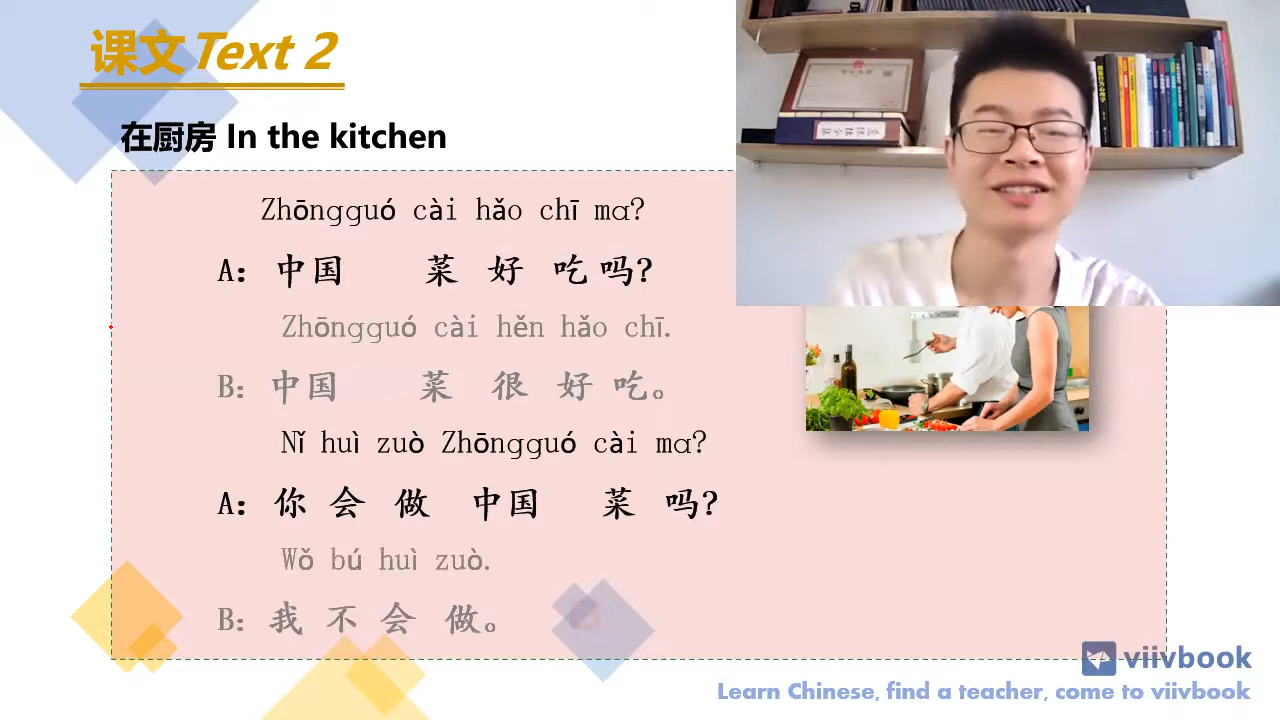 课文Text 2
在厨房 In the kitchen
Zhōngguó cài hǎo chī ma?
A: 中国 菜 好 吃 吗?
Zhōngguó cài hěn hǎo chī.
B: 中国 菜 很 好 吃。
Nǐ huì zuò Zhōngguó cài ma?
A: 你 会 做 中国 菜 吗?
Wǒ bú huì zuò.
B: 我 不 会 做。
viivbook
Learn Chinese, find a teacher, come to viivbook